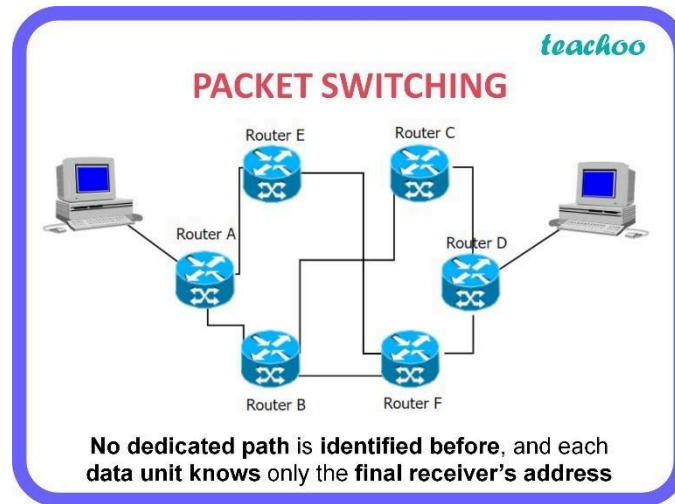 teachoo
PACKET SWITCHING
Router E
Router C
Router A
Router D
Router B
Router F
No dedicated path is identified before, and each
data unit knows only the final receiver's address